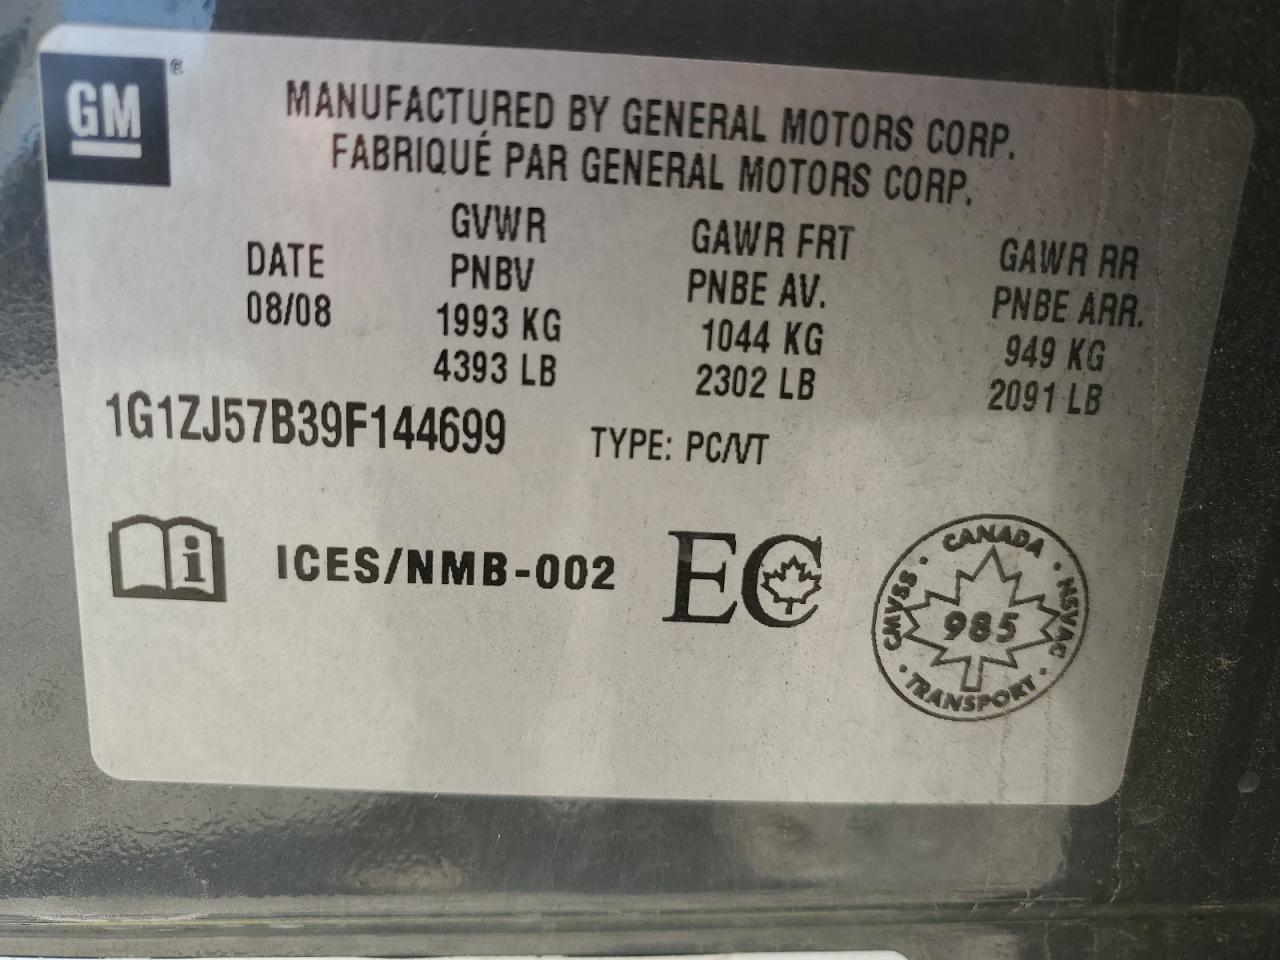 GM®
MANUFACTURED BY GENERAL MOTORS CORP.
FABRIQUÉ PAR GENERAL MOTORS CORP.
DATE
08/08
GVWR
PNBV
1993 KG
4393 LB
GAWR FRT
PNBE AV.
1044 KG
2302 LB
GAWR RR
PNBE ARR.
949 KG
2091 LB
1G1ZJ57B39F144699 TYPE: PC/VT
i ICES/NMB-002 EC
CANADA · NSVAC · TRANSPORT · CMVSS ·
985